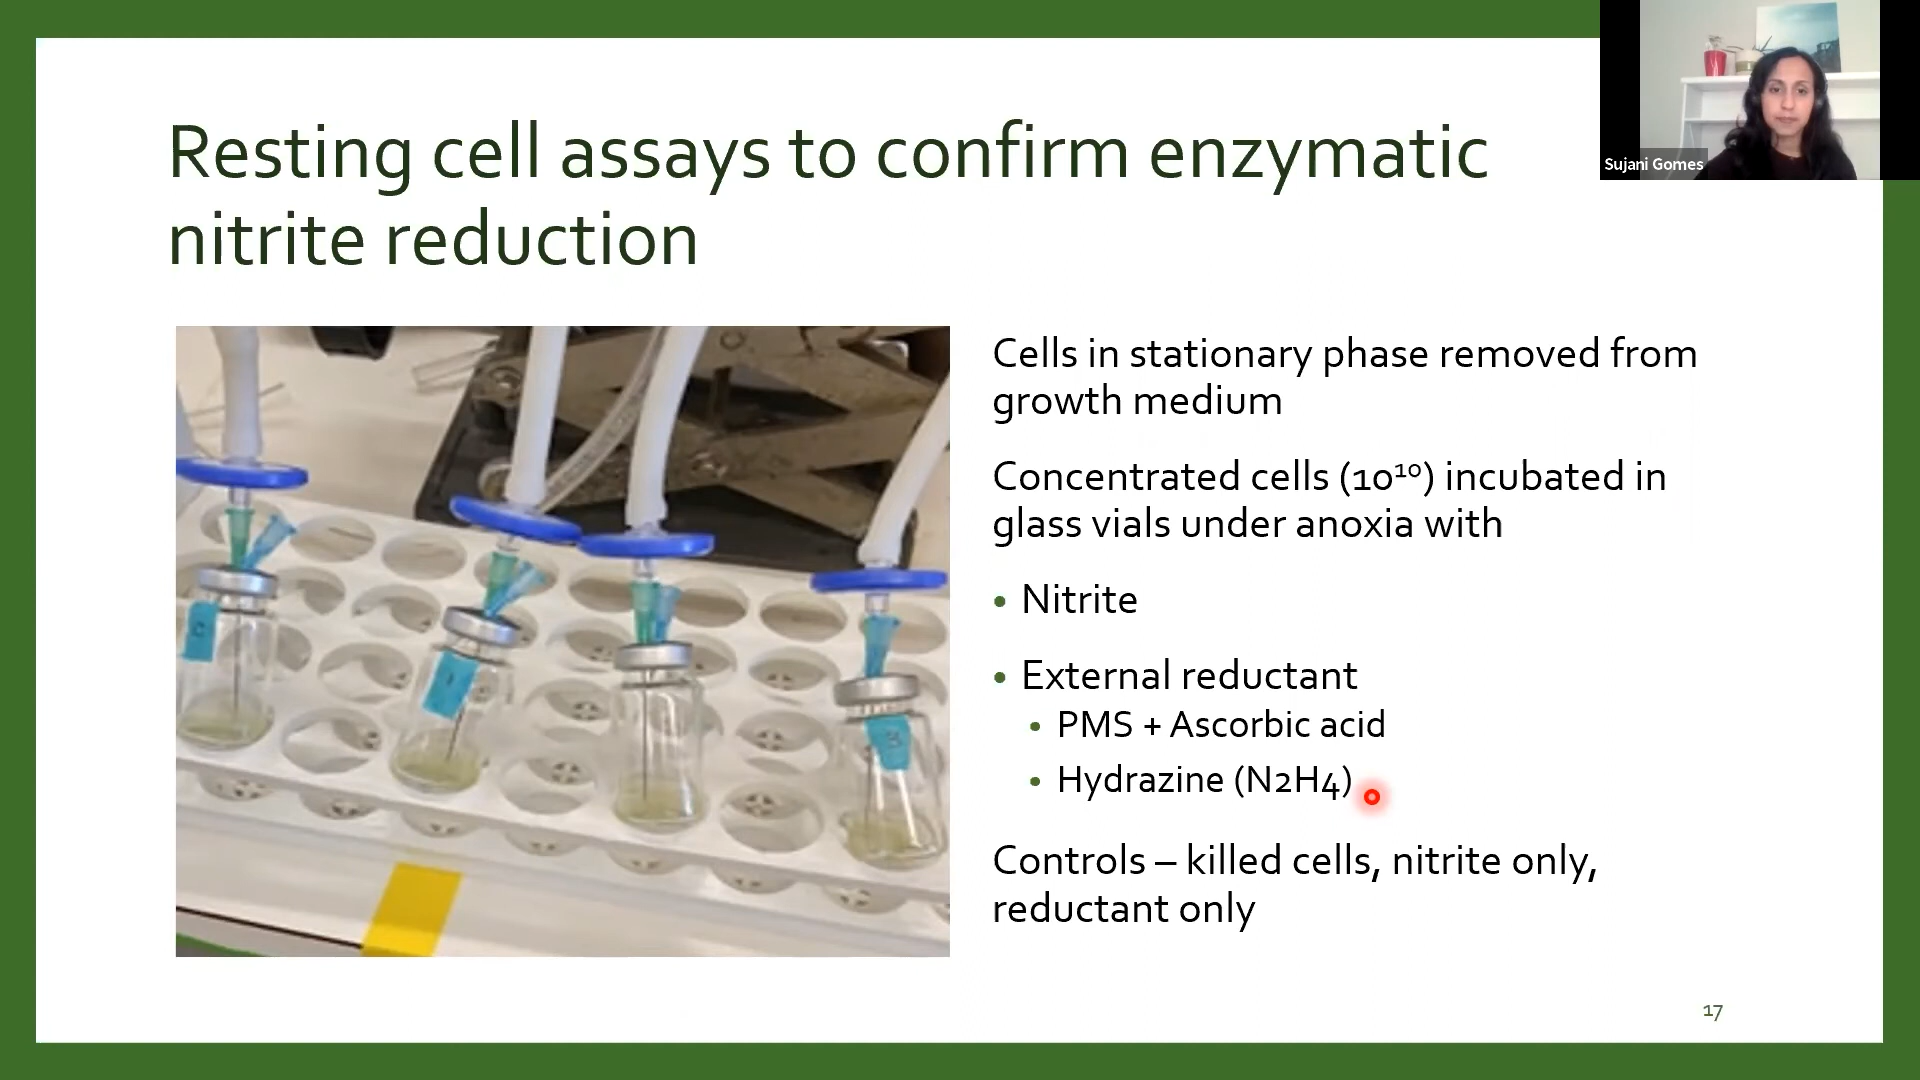 Resting cell assays to confirm enzymatic
nitrite reduction
Sujani Gomes
Cells in stationary phase removed from
growth medium
Concentrated cells (10¹⁰) incubated in
glass vials under anoxia with
• Nitrite
• External reductant
• PMS + Ascorbic acid
• Hydrazine (N2H4)
Controls – killed cells, nitrite only,
reductant only
17